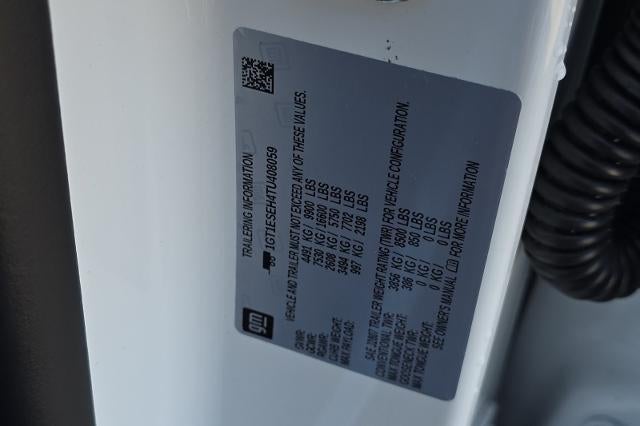 TRAILERING INFORMATION
1GT1ESEH4TU408059
VEHICLE AND TRAILER MUST NOT EXCEED ANY OF THESE VALUES.
GVWR: 4491 KG / 9900 LBS
GCWR: 7530 KG / 16600 LBS
RGAWR: 2608 KG / 5750 LBS
CURB WT: 3494 KG / 7702 LBS
MAX PAYLOAD: 997 KG / 2198 LBS
SAE J2807 TRAILER WEIGHT RATING (TWR) FOR VEHICLE CONFIGURATION.
CONVENTIONAL TWR: 3856 KG / 8500 LBS
MAX TONGUE WEIGHT: 386 KG / 850 LBS
GOOSENECK TWR: 0 KG / 0 LBS
MAX TONGUE WEIGHT: 0 KG / 0 LBS
SEE OWNER'S MANUAL FOR MORE INFORMATION
gm